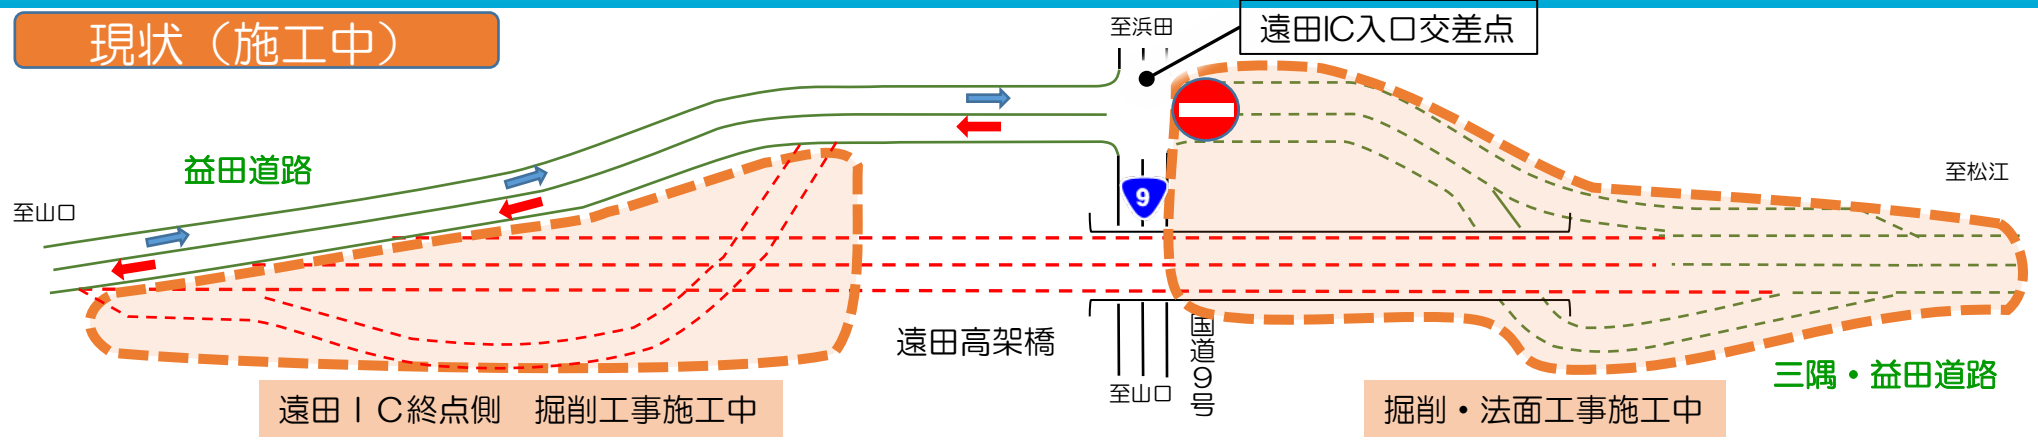 現状（施工中）
至浜田
遠田IC入口交差点
益田道路
至山口
至松江
9
遠田高架橋
国道9号
至山口
三隅・益田道路
遠田ＩＣ終点側　掘削工事施工中
掘削・法面工事施工中